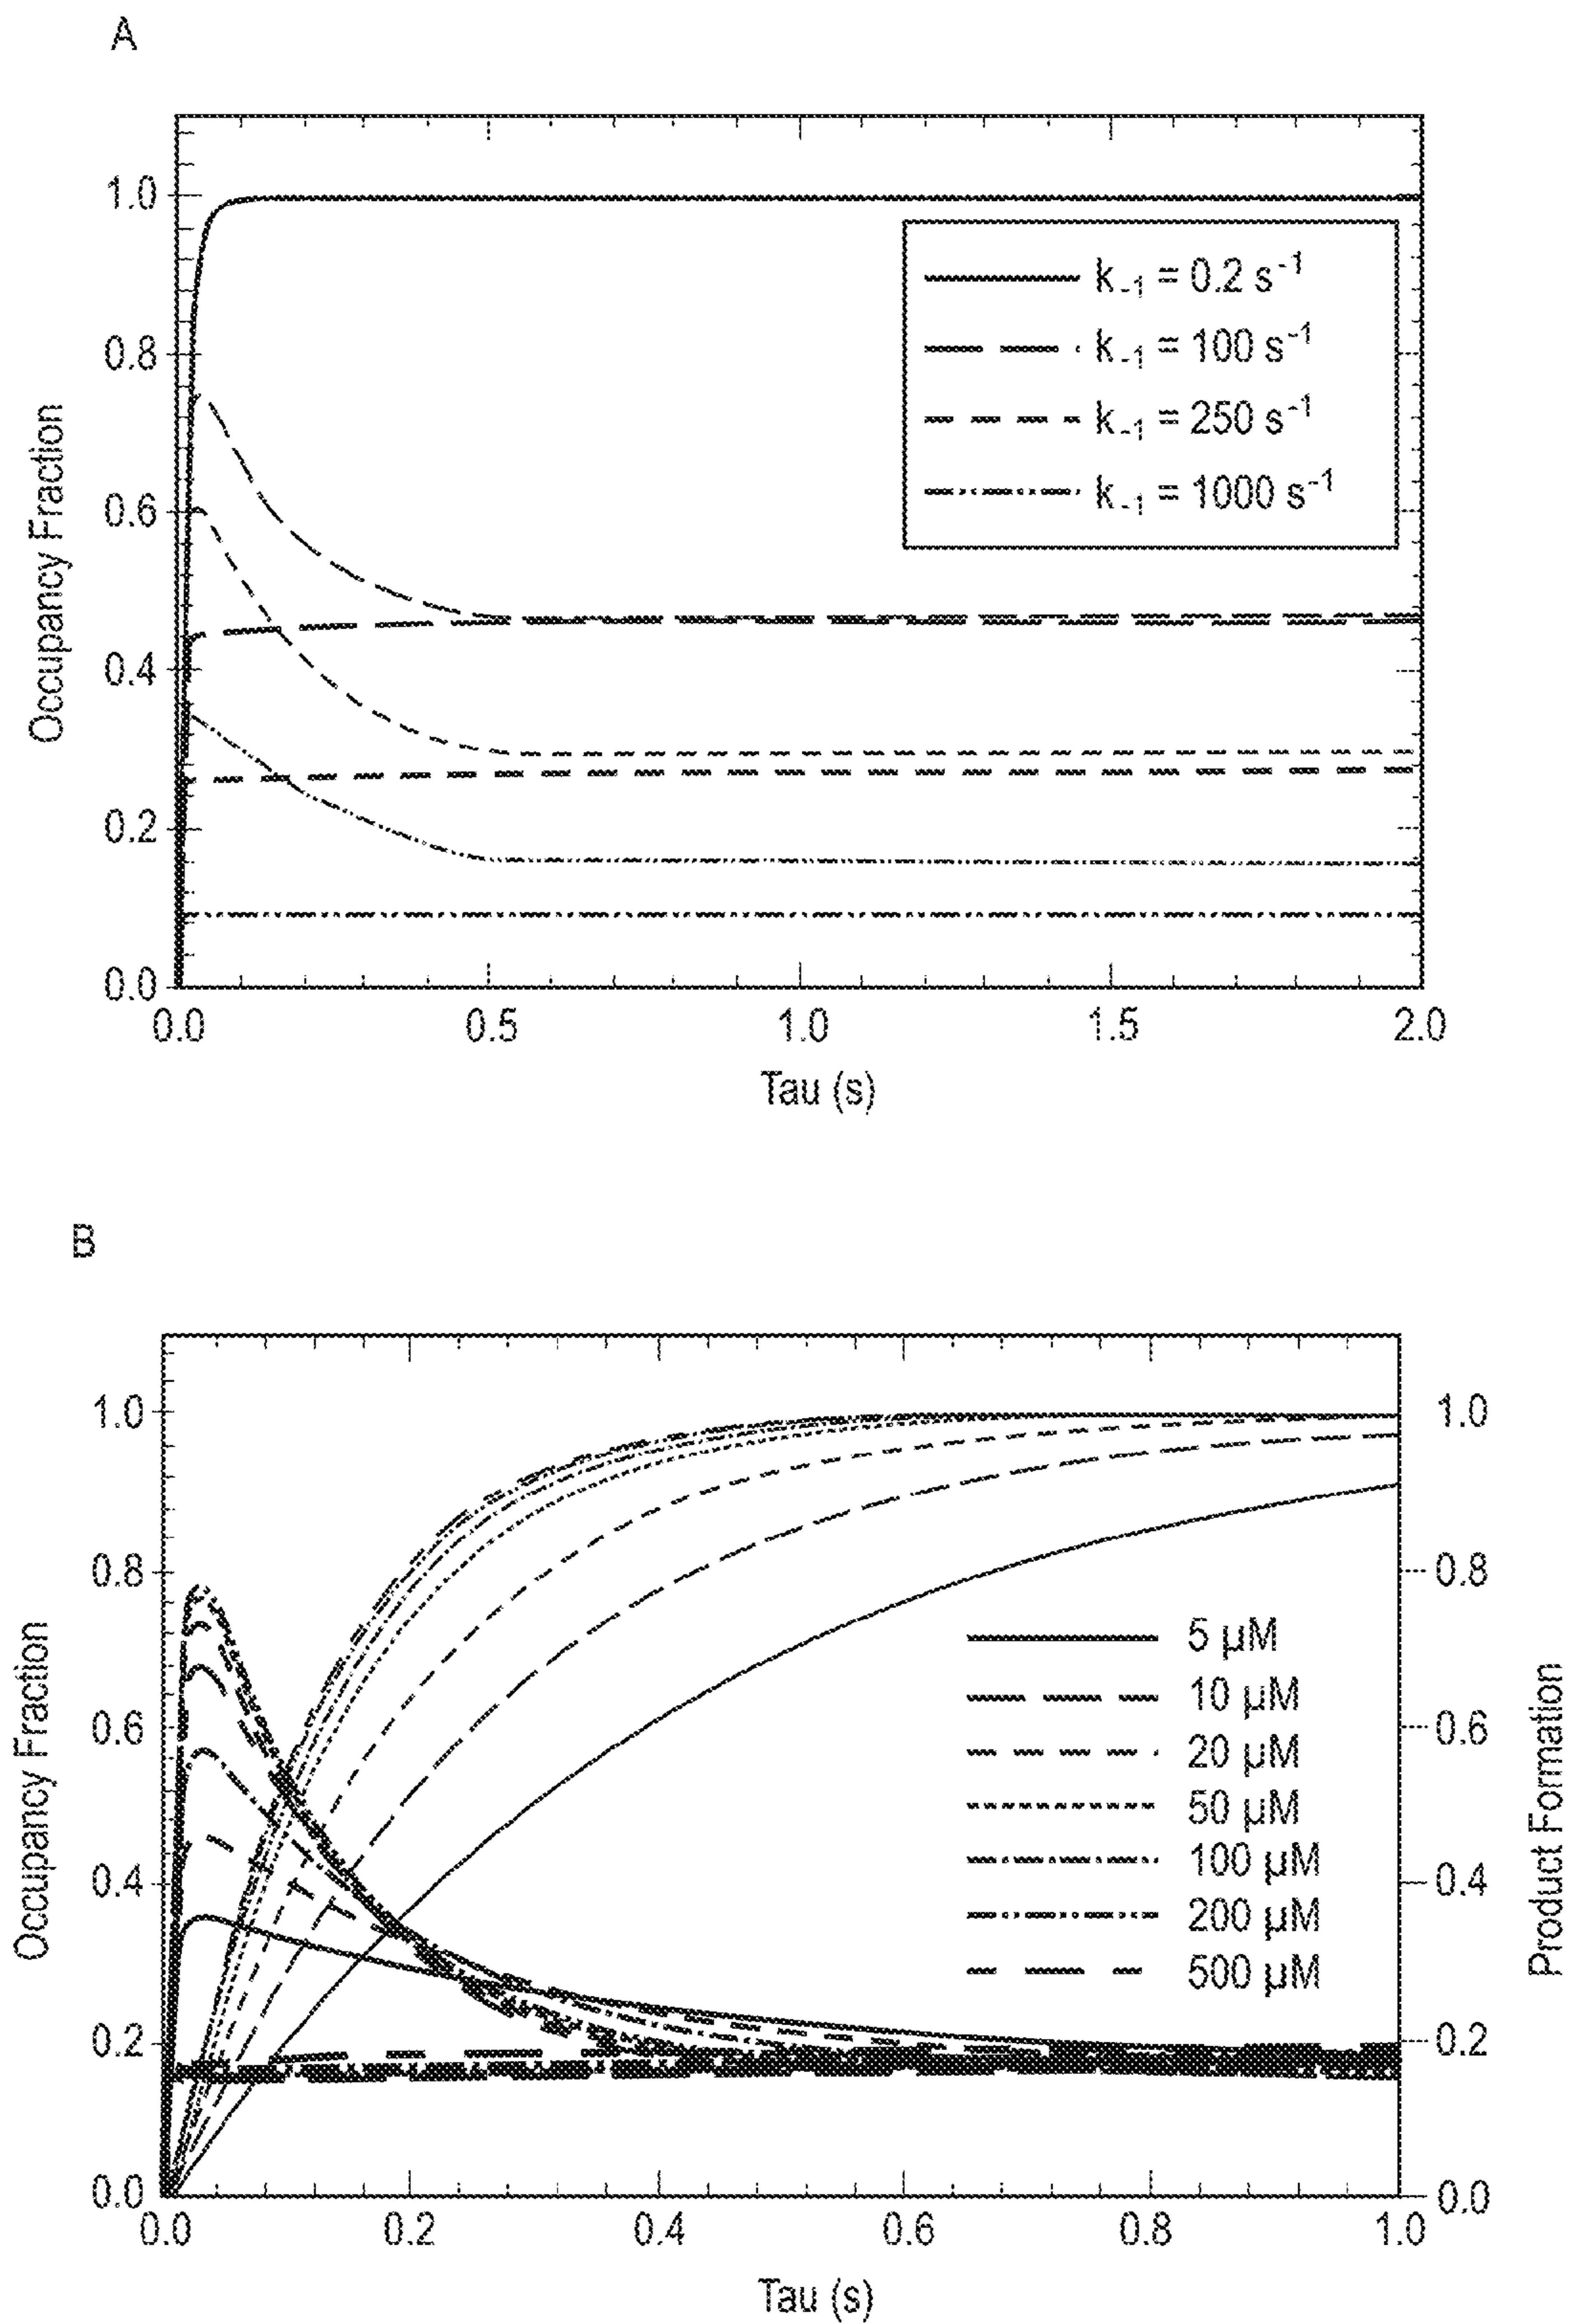 A
Occupancy Fraction
1.0
0.8
0.6
0.4
0.2
0.0
k-1 = 0.2 s-1
k-1 = 100 s-1
k-1 = 250 s-1
k-1 = 1000 s-1
0.0 0.5 1.0 1.5 2.0
Tau (s)
B
Occupancy Fraction
1.0
0.8
0.6
0.4
0.2
0.0
5 µM
10 µM
20 µM
50 µM
100 µM
200 µM
500 µM
1.0
0.8
0.6
0.4
0.2
0.0
Product Formation
0.0 0.2 0.4 0.6 0.8 1.0
Tau (s)